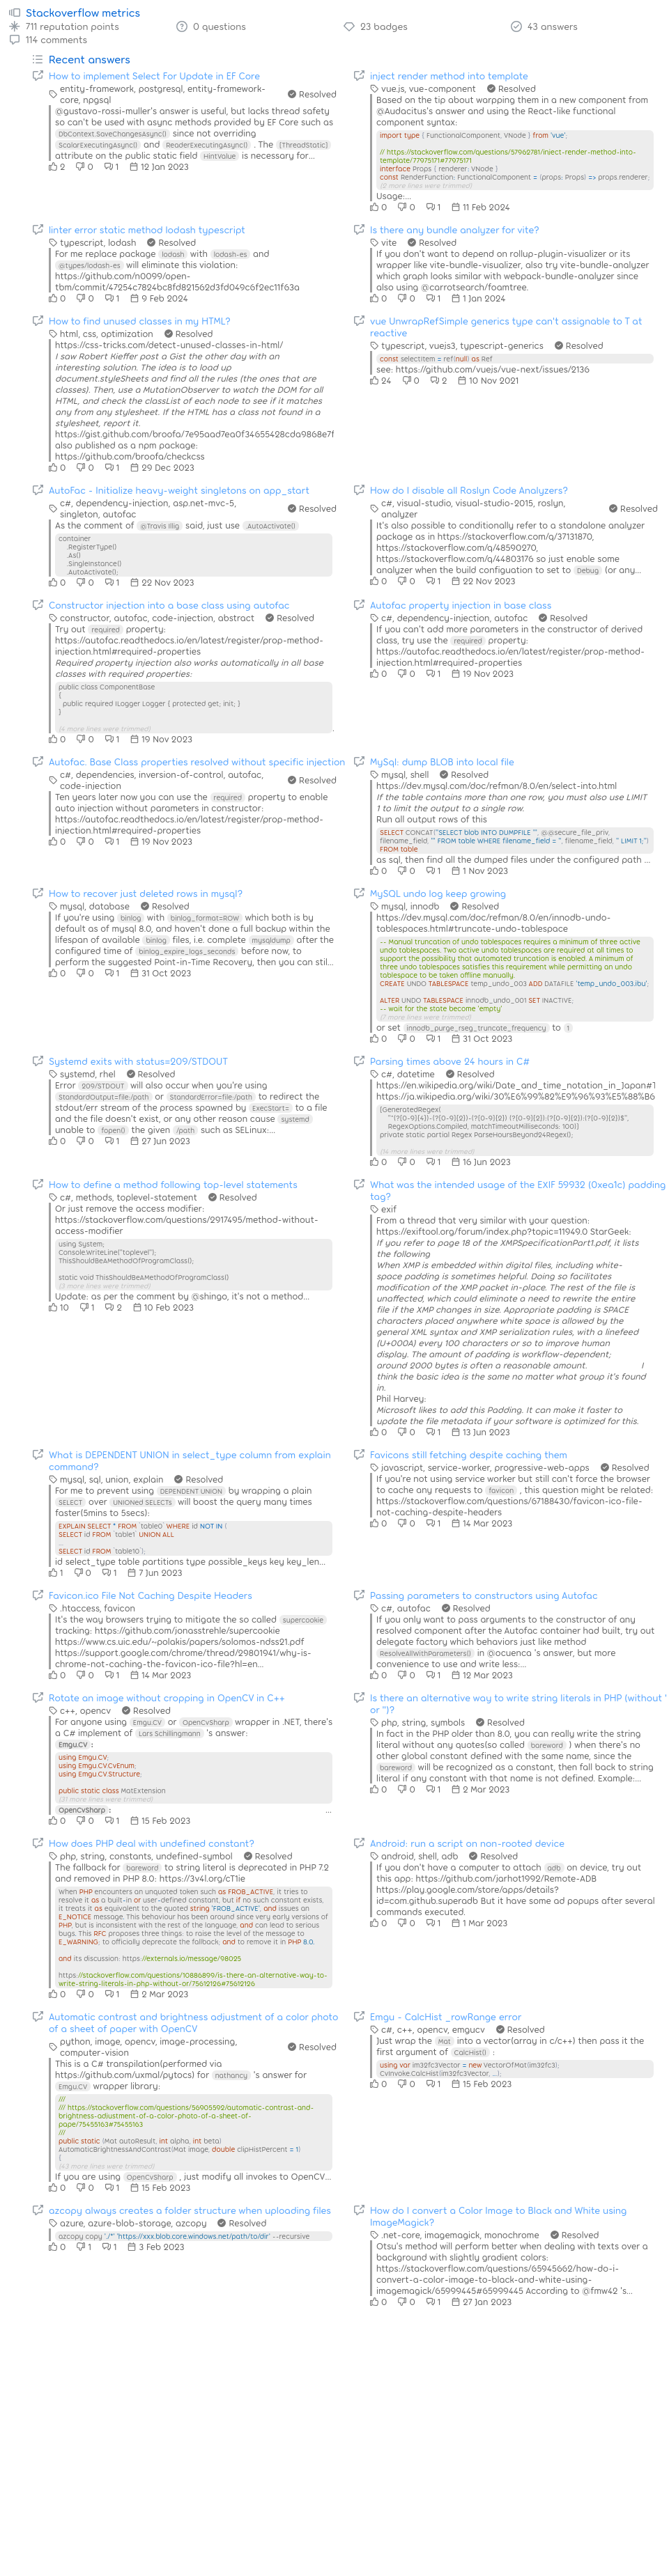 Stackoverflow metrics
711 reputation points
0 questions
23 badges
43 answers
114 comments
Recent answers
How to implement Select For Update in EF Core
entity-framework, postgresql, entity-framework-core, npgsql
Resolved
@gustavo-rossi-muller's answer is useful, but lacks thread safety
so can't be used with async methods provided by EF Core such as
DbContext.SaveChangesAsync() since not overriding
ScalarExecutingAsync() and ReaderExecutingAsync() . The [ThreadStatic]
attribute on the public static field HintValue is necessary for...
2 0 1 12 Jan 2023
inject render method into template
vue.js, vue-component Resolved
Based on the tip about warpping them in a new component from
@Audacitus's answer and using the React-like functional
component syntax:
import type { FunctionalComponent, VNode } from 'vue';
// https://stackoverflow.com/questions/57962781/inject-render-method-into-
template/77975171#77975171
interface Props { renderer: VNode }
const RenderFunction: FunctionalComponent = (props: Props) => props.renderer;
(2 more lines were trimmed)
Usage:...
0 0 1 11 Feb 2024
linter error static method lodash typescript
typescript, lodash Resolved
For me replace package lodash with lodash-es and
@types/lodash-es will eliminate this violation:
https://github.com/n0099/open-
tbm/commit/47254c7824bc8fd821562d3fd049c6f2ec11f63a
0 0 1 9 Feb 2024
Is there any bundle analyzer for vite?
vite Resolved
If you don't want to depend on rollup-plugin-visualizer or its
wrapper like vite-bundle-visualizer, also try vite-bundle-analyzer
which graph looks similar with webpack-bundle-analyzer since
also using @carrotsearch/foamtree.
0 0 1 1 Jan 2024
How to find unused classes in my HTML?
html, css, optimization Resolved
https://css-tricks.com/detect-unused-classes-in-html/
I saw Robert Kieffer post a Gist the other day with an
interesting solution. The idea is to load up
document.styleSheets and find all the rules (the ones that are
classes). Then, use a MutationObserver to watch the DOM for all
HTML, and check the classList of each node to see if it matches
any from any stylesheet. If the HTML has a class not found in a
stylesheet, report it.
https://gist.github.com/broofa/7e95aad7ea0f34655428cda9868e7f
also published as a npm package:
https://github.com/broofa/checkcss
0 0 1 29 Dec 2023
vue UnwrapRefSimple generics type can't assignable to T at
reactive
typescript, vuejs3, typescript-generics Resolved
const selectItem = ref(null) as Ref
see: https://github.com/vuejs/vue-next/issues/2136
24 0 2 10 Nov 2021
AutoFac - Initialize heavy-weight singletons on app_start
c#, dependency-injection, asp.net-mvc-5,
singleton, autofac
Resolved
As the comment of @Travis Illig said, just use .AutoActivate()
container
.RegisterType()
.As()
.SingleInstance()
.AutoActivate();
0 0 1 22 Nov 2023
How do I disable all Roslyn Code Analyzers?
c#, visual-studio, visual-studio-2015, roslyn,
analyzer
Resolved
It's also possible to conditionally refer to a standalone analyzer
package as in https://stackoverflow.com/q/37131870,
https://stackoverflow.com/q/48590270,
https://stackoverflow.com/q/44803176 so just enable some
analyzer when the build configuation to set to Debug (or any...
0 0 1 22 Nov 2023
Constructor injection into a base class using autofac
constructor, autofac, code-injection, abstract Resolved
Try out required property:
https://autofac.readthedocs.io/en/latest/register/prop-method-
injection.html#required-properties
Required property injection also works automatically in all base
classes with required properties:
public class ComponentBase
{
public required ILogger Logger { protected get; init; }
}
(4 more lines were trimmed)
0 0 1 19 Nov 2023
Autofac property injection in base class
c#, dependency-injection, autofac Resolved
If you can't add more parameters in the constructor of derived
class, try use the required property:
https://autofac.readthedocs.io/en/latest/register/prop-method-
injection.html#required-properties
0 0 1 19 Nov 2023
Autofac. Base Class properties resolved without specific injection
c#, dependencies, inversion-of-control, autofac,
code-injection
Resolved
Ten years later now you can use the required property to enable
auto injection without parameters in constructor:
https://autofac.readthedocs.io/en/latest/register/prop-method-
injection.html#required-properties
0 0 1 19 Nov 2023
MySql: dump BLOB into local file
mysql, shell Resolved
https://dev.mysql.com/doc/refman/8.0/en/select-into.html
If the table contains more than one row, you must also use LIMIT
1 to limit the output to a single row.
Run all output rows of this
SELECT CONCAT("SELECT blob INTO DUMPFILE '", @@secure_file_priv,
filename_field, "' FROM table WHERE filename_field = '", filename_field, "' LIMIT 1;")
FROM table
as sql, then find all the dumped files under the configured path ...
0 0 1 1 Nov 2023
How to recover just deleted rows in mysql?
mysql, database Resolved
If you're using binlog with binlog_format=ROW which both is by
default as of mysql 8.0, and haven't done a full backup within the
lifespan of available binlog files, i.e. complete mysqldump after the
configured time of binlog_expire_logs_seconds before now, to
perform the suggested Point-in-Time Recovery, then you can stil...
0 0 1 31 Oct 2023
MySQL undo log keep growing
mysql, innodb Resolved
https://dev.mysql.com/doc/refman/8.0/en/innodb-undo-
tablespaces.html#truncate-undo-tablespace
-- Manual truncation of undo tablespaces requires a minimum of three active
undo tablespaces. Two active undo tablespaces are required at all times to
support the possibility that automated truncation is enabled. A minimum of
three undo tablespaces satisfies this requirement while permitting an undo
tablespace to be taken offline manually.
CREATE UNDO TABLESPACE temp_undo_003 ADD DATAFILE 'temp_undo_003.ibu';
ALTER UNDO TABLESPACE innodb_undo_001 SET INACTIVE;
-- wait for the state become 'empty'
(7 more lines were trimmed)
or set innodb_purge_rseg_truncate_frequency to 1
0 0 1 31 Oct 2023
Systemd exits with status=209/STDOUT
systemd, rhel Resolved
Error 209/STDOUT will also occur when you're using
StandardOutput=file:/path or StandardError=file:/path to redirect the
stdout/err stream of the process spawned by ExecStart= to a file
and the file doesn't exist, or any other reason cause systemd
unable to fopen() the given /path such as SELinux:...
0 0 1 27 Jun 2023
Parsing times above 24 hours in C#
c#, datetime Resolved
https://en.wikipedia.org/wiki/Date_and_time_notation_in_Japan#1
https://ja.wikipedia.org/wiki/30%E6%99%82%E9%96%93%E5%88%B6
[GeneratedRegex(
"^(?[0-9]{4})-(?[0-9]{2})-(?[0-9]{2}) (?[0-9]{2}):(?[0-9]{2}):(?[0-9]{2})$",
RegexOptions.Compiled, matchTimeoutMilliseconds: 100)]
private static partial Regex ParseHoursBeyond24Regex();
(14 more lines were trimmed)
0 0 1 16 Jun 2023
How to define a method following top-level statements
c#, methods, toplevel-statement Resolved
Or just remove the access modifier:
https://stackoverflow.com/questions/2917495/method-without-
access-modifier
using System;
Console.WriteLine("toplevel");
ThisShouldBeAMethodOfProgramClass();
static void ThisShouldBeAMethodOfProgramClass()
(3 more lines were trimmed)
Update: as per the comment by @shingo, it's not a method...
10 1 2 10 Feb 2023
What was the intended usage of the EXIF 59932 (0xea1c) padding
tag?
exif
From a thread that very similar with your question:
https://exiftool.org/forum/index.php?topic=11949.0 StarGeek:
If you refer to page 18 of the XMPSpecificationPart1.pdf, it lists
the following
When XMP is embedded within digital files, including white-
space padding is sometimes helpful. Doing so facilitates
modification of the XMP packet in-place. The rest of the file is
unaffected, which could eliminate a need to rewrite the entire
file if the XMP changes in size. Appropriate padding is SPACE
characters placed anywhere white space is allowed by the
general XML syntax and XMP serialization rules, with a linefeed
(U+000A) every 100 characters or so to improve human
display. The amount of padding is workflow-dependent;
around 2000 bytes is often a reasonable amount. I
think the basic idea is the same no matter what group it's found
in.
Phil Harvey:
Microsoft likes to add this Padding. It can make it faster to
update the file metadata if your software is optimized for this.
0 0 1 13 Jun 2023
What is DEPENDENT UNION in select_type column from explain
command?
mysql, sql, union, explain Resolved
For me to prevent using DEPENDENT UNION by wrapping a plain
SELECT over UNIONed SELECTs will boost the query many times
faster(5mins to 5secs):
EXPLAIN SELECT * FROM `table0` WHERE id NOT IN (
SELECT id FROM `table1` UNION ALL
...
SELECT id FROM `table10`);
id select_type table partitions type possible_keys key key_len...
1 0 1 7 Jun 2023
Favicons still fetching despite caching them
javascript, service-worker, progressive-web-apps Resolved
If you're not using service worker but still can't force the browser
to cache any requests to favicon , this question might be related:
https://stackoverflow.com/questions/67188430/favicon-ico-file-
not-caching-despite-headers
0 0 1 14 Mar 2023
Favicon.ico File Not Caching Despite Headers
.htaccess, favicon
It's the way browsers trying to mitigate the so called supercookie
tracking: https://github.com/jonasstrehle/supercookie
https://www.cs.uic.edu/~polakis/papers/solomos-ndss21.pdf
https://support.google.com/chrome/thread/29801941/why-is-
chrome-not-caching-the-favicon-ico-file?hl=en...
0 0 1 14 Mar 2023
Passing parameters to constructors using Autofac
c#, autofac Resolved
If you only want to pass arguments to the constructor of any
resolved component after the Autofac container had built, try out
delegate factory which behaviors just like method
ResolveAllWithParameters() in @ccuenca 's answer, but more
convenience to use and write less:...
0 0 1 12 Mar 2023
Rotate an image without cropping in OpenCV in C++
c++, opencv Resolved
For anyone using Emgu.CV or OpenCvSharp wrapper in .NET, there's
a C# implement of Lars Schillingmann 's answer:
Emgu.CV :
using Emgu.CV;
using Emgu.CV.CvEnum;
using Emgu.CV.Structure;
public static class MatExtension
(31 more lines were trimmed)
OpenCvSharp : ...
0 0 1 15 Feb 2023
Is there an alternative way to write string literals in PHP (without '
or ")?
php, string, symbols Resolved
In fact in the PHP older than 8.0, you can really write the string
literal without any quotes(so called bareword ) when there's no
other global constant defined with the same name, since the
bareword will be recognized as a constant, then fall back to string
literal if any constant with that name is not defined. Example:...
0 0 1 2 Mar 2023
How does PHP deal with undefined constant?
php, string, constants, undefined-symbol Resolved
The fallback for bareword to string literal is deprecated in PHP 7.2
and removed in PHP 8.0: https://3v4l.org/cT1ie
When PHP encounters an unquoted token such as FROB_ACTIVE, it tries to
resolve it as a built-in or user-defined constant, but if no such constant exists,
it treats it as equivalent to the quoted string 'FROB_ACTIVE', and issues an
E_NOTICE message. This behaviour has been around since very early versions of
PHP, but is inconsistent with the rest of the language, and can lead to serious
bugs. This RFC proposes three things: to raise the level of the message to
E_WARNING; to officially deprecate the fallback; and to remove it in PHP 8.0.
and its discussion: https://externals.io/message/98025
https://stackoverflow.com/questions/10886899/is-there-an-alternative-way-to-
write-string-literals-in-php-without-or/75612126#75612126
0 0 1 2 Mar 2023
Android: run a script on non-rooted device
android, shell, adb Resolved
If you don't have a computer to attach adb on device, try out
this app: https://github.com/jarhot1992/Remote-ADB
https://play.google.com/store/apps/details?
id=com.github.superadb But it have some ad popups after several
commands executed.
0 0 1 1 Mar 2023
Automatic contrast and brightness adjustment of a color photo
of a sheet of paper with OpenCV
python, image, opencv, image-processing,
computer-vision
Resolved
This is a C# transpilation(performed via
https://github.com/uxmal/pytocs) for nathancy 's answer for
Emgu.CV wrapper library:
///
/// https://stackoverflow.com/questions/56905592/automatic-contrast-and-
brightness-adjustment-of-a-color-photo-of-a-sheet-of-
pape/75455163#75455163
///
public static (Mat autoResult, int alpha, int beta)
AutomaticBrightnessAndContrast(Mat image, double clipHistPercent = 1)
{
(43 more lines were trimmed)
If you are using OpenCvSharp , just modify all invokes to OpenCV...
0 0 1 15 Feb 2023
Emgu - CalcHist _rowRange error
c#, c++, opencv, emgucv Resolved
Just wrap the Mat into a vector(array in c/c++) then pass it the
first argument of CalcHist() :
using var im32fc3Vector = new VectorOfMat(im32fc3);
CvInvoke.CalcHist(im32fc3Vector, ...);
0 0 1 15 Feb 2023
azcopy always creates a folder structure when uploading files
azure, azure-blob-storage, azcopy Resolved
azcopy copy './*' 'https://xxx.blob.core.windows.net/path/to/dir' --recursive
0 1 1 3 Feb 2023
How do I convert a Color Image to Black and White using
ImageMagick?
.net-core, imagemagick, monochrome Resolved
Otsu's method will perform better when dealing with texts over a
background with slightly gradient colors:
https://stackoverflow.com/questions/65945662/how-do-i-
convert-a-color-image-to-black-and-white-using-
imagemagick/65999445#65999445 According to @fmw42 's...
0 0 1 27 Jan 2023